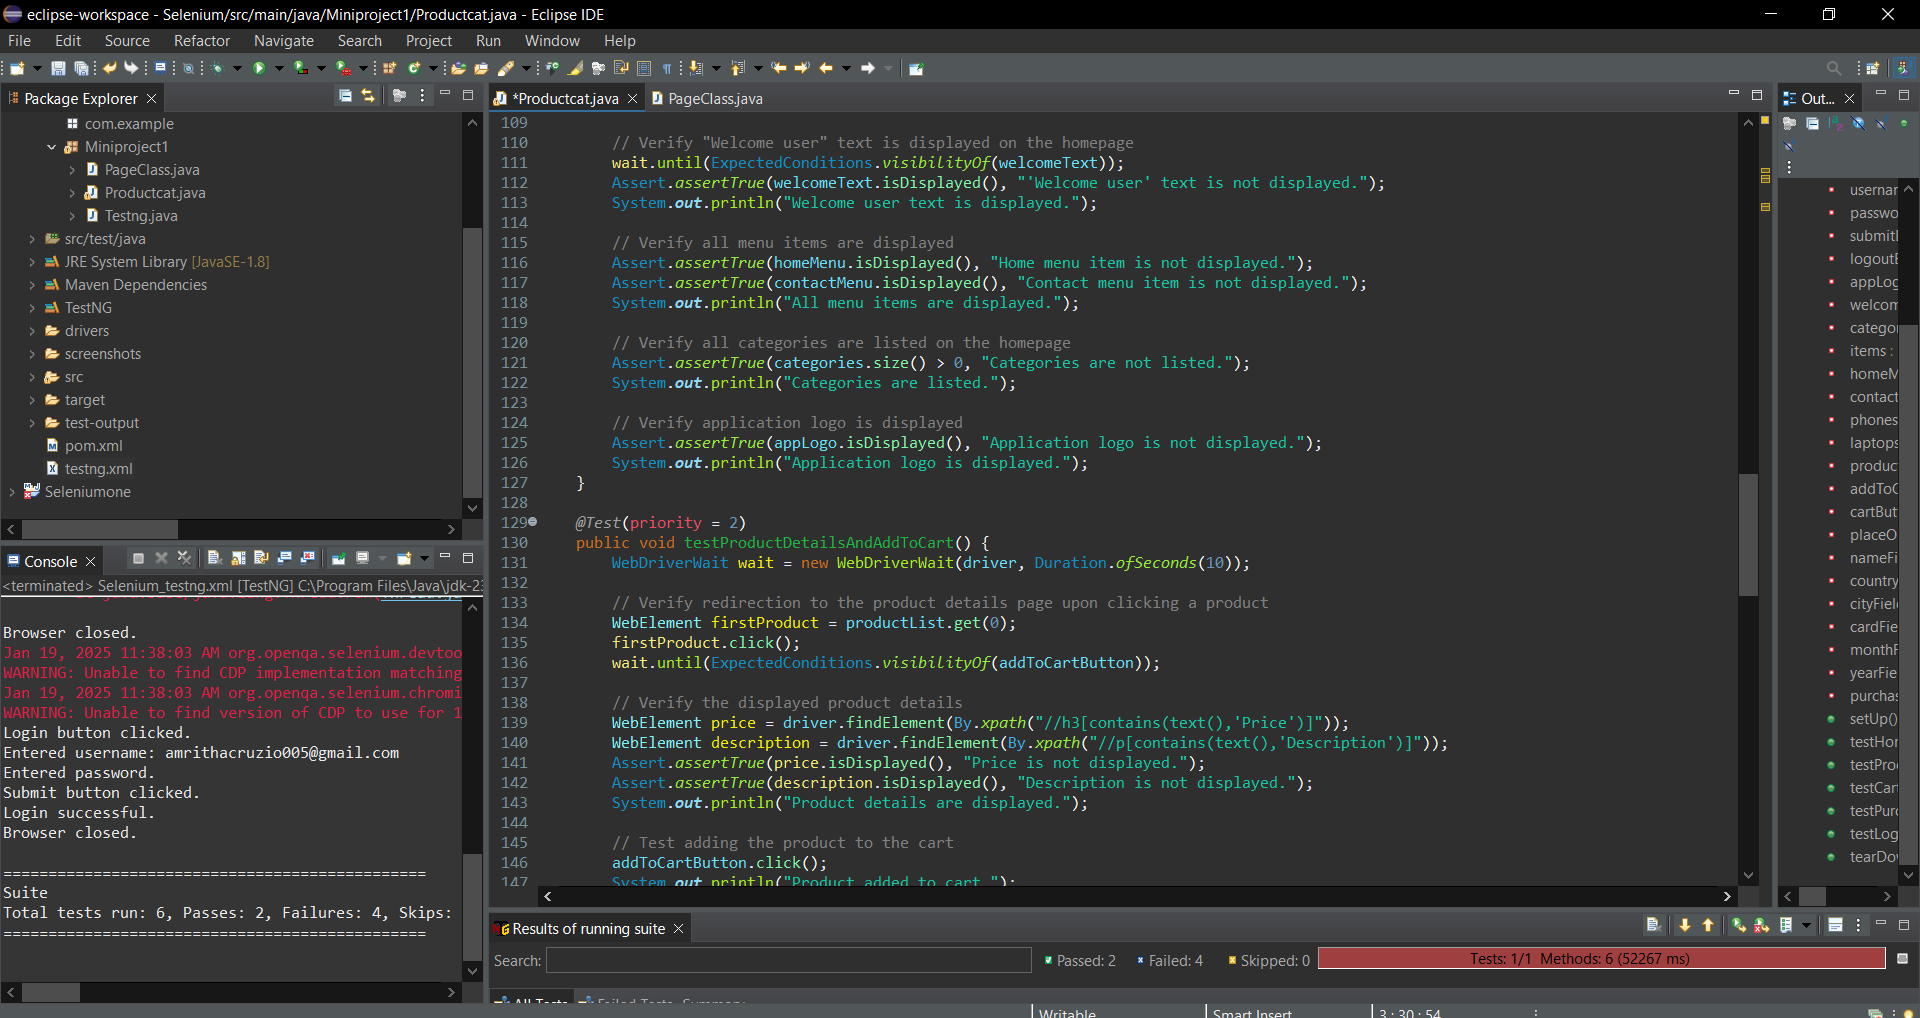 eclipse-workspace - Selenium/src/main/java/Miniproject1/Productcat.java - Eclipse IDE
File Edit Source Refactor Navigate Search Project Run Window Help
Package Explorer
com.example
Miniproject1
PageClass.java
Productcat.java
Testng.java
src/test/java
JRE System Library [JavaSE-1.8]
Maven Dependencies
TestNG
drivers
screenshots
src
target
test-output
pom.xml
testng.xml
Seleniumone
*Productcat.java PageClass.java
109
110 // Verify "Welcome user" text is displayed on the homepage
111 wait.until(ExpectedConditions.visibilityOf(welcomeText));
112 Assert.assertTrue(welcomeText.isDisplayed(), "'Welcome user' text is not displayed.");
113 System.out.println("Welcome user text is displayed.");
114
115 // Verify all menu items are displayed
116 Assert.assertTrue(homeMenu.isDisplayed(), "Home menu item is not displayed.");
117 Assert.assertTrue(contactMenu.isDisplayed(), "Contact menu item is not displayed.");
118 System.out.println("All menu items are displayed.");
119
120 // Verify all categories are listed on the homepage
121 Assert.assertTrue(categories.size() > 0, "Categories are not listed.");
122 System.out.println("Categories are listed.");
123
124 // Verify application logo is displayed
125 Assert.assertTrue(appLogo.isDisplayed(), "Application logo is not displayed.");
126 System.out.println("Application logo is displayed.");
127 }
128
129 @Test(priority = 2)
130 public void testProductDetailsAndAddToCart() {
131 WebDriverWait wait = new WebDriverWait(driver, Duration.ofSeconds(10));
132
133 // Verify redirection to the product details page upon clicking a product
134 WebElement firstProduct = productList.get(0);
135 firstProduct.click();
136 wait.until(ExpectedConditions.visibilityOf(addToCartButton));
137
138 // Verify the displayed product details
139 WebElement price = driver.findElement(By.xpath("//h3[contains(text(),'Price')]"));
140 WebElement description = driver.findElement(By.xpath("//p[contains(text(),'Description')]"));
141 Assert.assertTrue(price.isDisplayed(), "Price is not displayed.");
142 Assert.assertTrue(description.isDisplayed(), "Description is not displayed.");
143 System.out.println("Product details are displayed.");
144
145 // Test adding the product to the cart
146 addToCartButton.click();
147 System.out.println("Product added to cart.");
Out...
usernar
passwo
submitl
logoutE
appLog
welcom
catego
items :
homeM
contact
phones
laptops
produc
addToC
cartBut
placeO
nameFi
country
cityFiel
cardFie
monthF
yearFie
purcha
setUp()
testHor
testPro
testCar
testPur
testLog
tearDo
Console
<terminated> Selenium_testng.xml [TestNG] C:\Program Files\Java\jdk-23
Browser closed.
Jan 19, 2025 11:38:03 AM org.openqa.selenium.devtoo
WARNING: Unable to find CDP implementation matching
Jan 19, 2025 11:38:03 AM org.openqa.selenium.chromi
WARNING: Unable to find version of CDP to use for 1
Login button clicked.
Entered username: amrithacruzio005@gmail.com
Entered password.
Submit button clicked.
Login successful.
Browser closed.
===============================================
Suite
Total tests run: 6, Passes: 2, Failures: 4, Skips:
===============================================
Results of running suite
Search: Passed: 2 Failed: 4 Skipped: 0 Tests: 1/1 Methods: 6 (52267 ms)
All Tests Failed Tests Summary
Writable Smart Insert 3 : 30 : 54